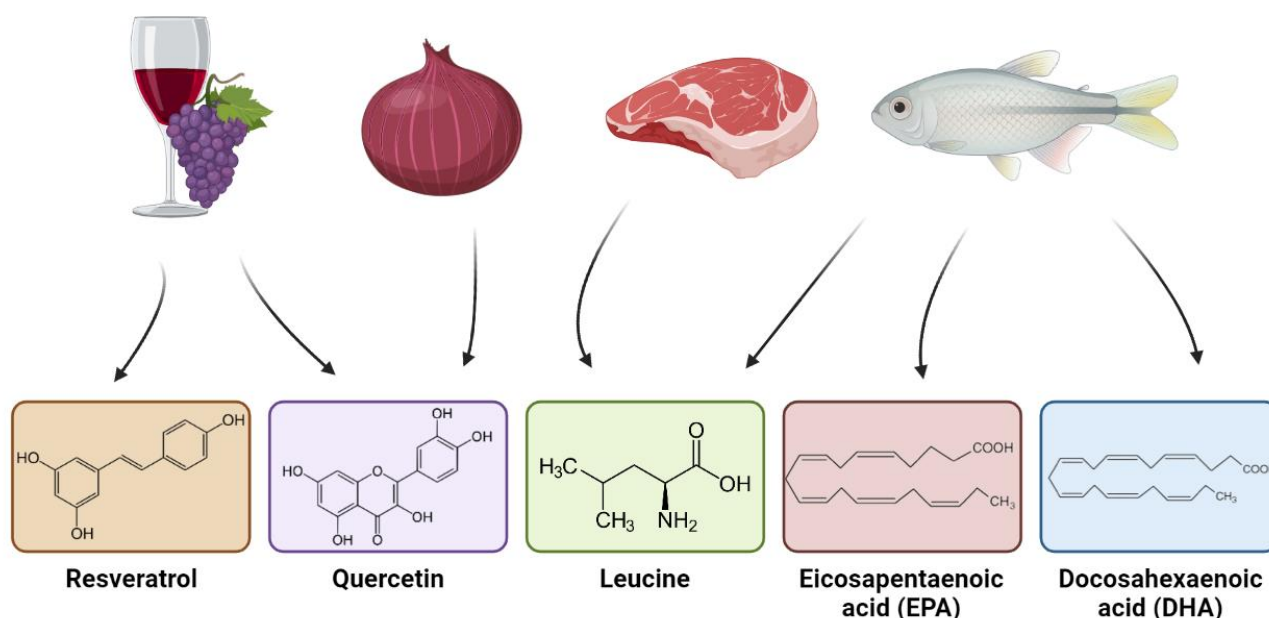 OH
HO
OH
Resveratrol
OH
OH
HO
O
OH
OH
O
Quercetin
O
H₃C
OH
CH₃
NH₂
Leucine
COOH
CH₃
Eicosapentaenoic
acid (EPA)
COO
CH₃
Docosahexaenoic
acid (DHA)